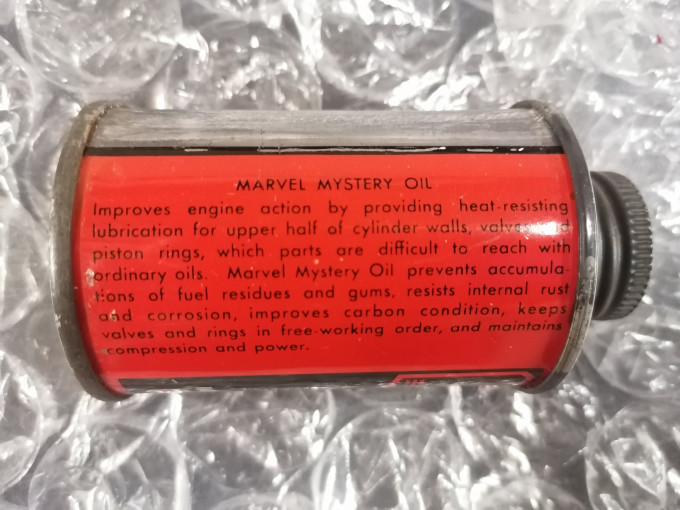 MARVEL MYSTERY OIL
Improves engine action by providing heat-resisting
lubrication for upper half of cylinder walls, valves and
piston rings, which parts are difficult to reach with
ordinary oils. Marvel Mystery Oil prevents accumula-
tions of fuel residues and gums, resists internal rust
and corrosion, improves carbon condition, keeps
valves and rings in free-working order, and maintains
compression and power.